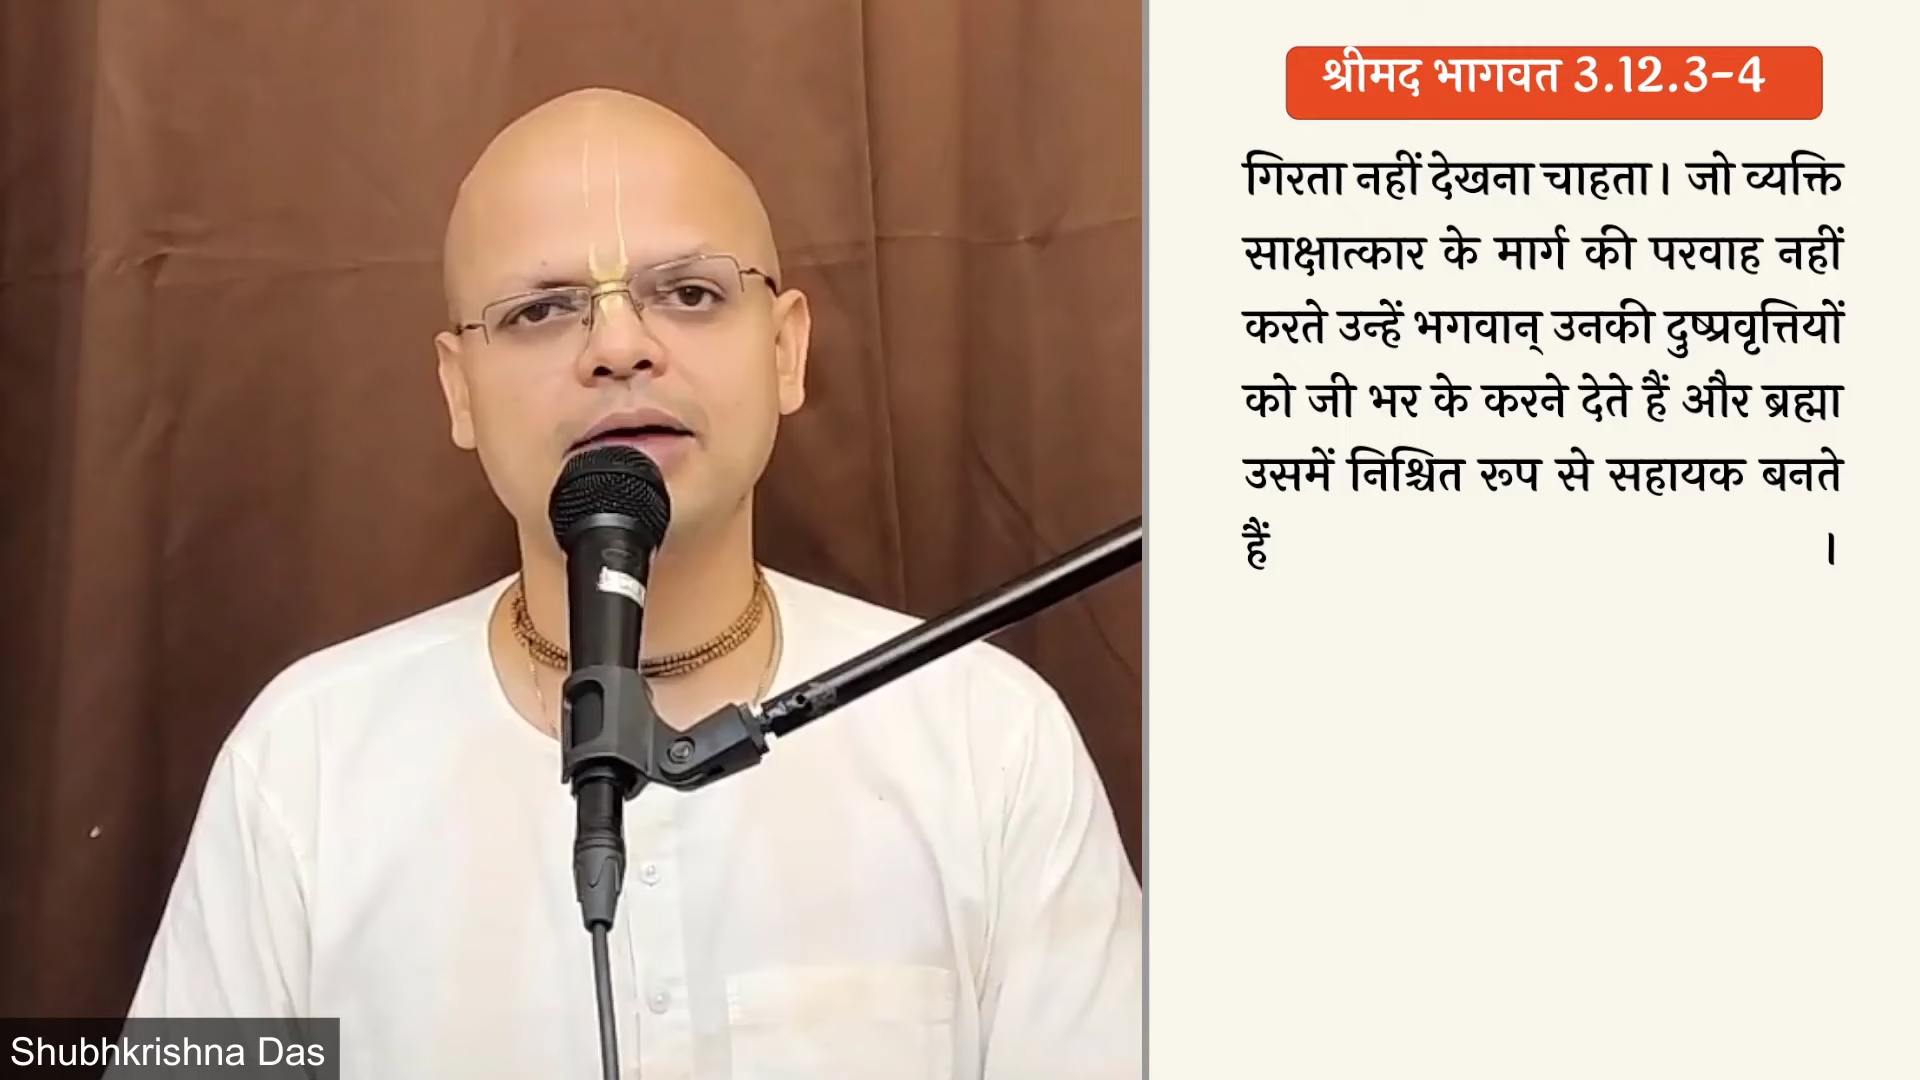 श्रीमद भागवत 3.12.3-4
गिरता नहीं देखना चाहता। जो व्यक्ति
साक्षात्कार के मार्ग की परवाह नहीं
करते उन्हें भगवान् उनकी दुष्प्रवृत्तियों
को जी भर के करने देते हैं और ब्रह्मा
उसमें निश्चित रूप से सहायक बनते
हैं ।
Shubhkrishna Das